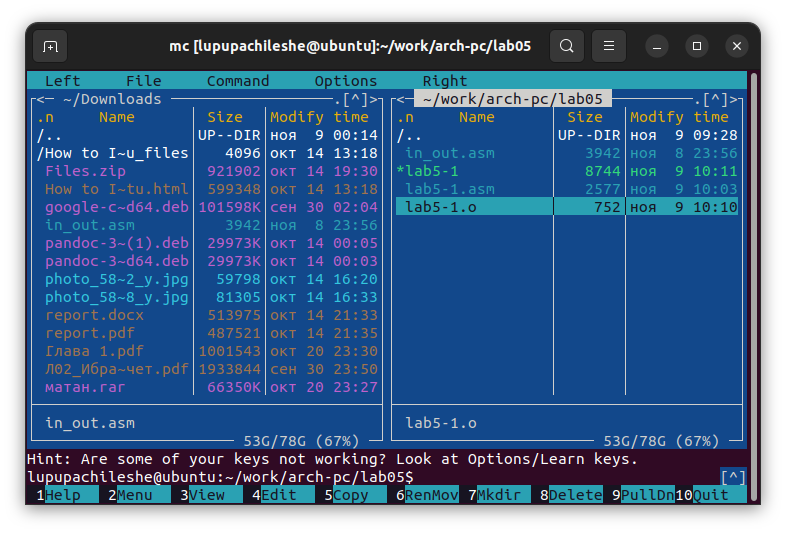 mc [lupupachileshe@ubuntu]:~/work/arch-pc/lab05
Left File Command Options Right
<─ ~/Downloads ─.[^]>
.n Name Size Modify time
/.. UP--DIR ноя 9 00:14
/How to I~u_files 4096 окт 14 13:18
Files.zip 921902 окт 14 19:30
How to I~tu.html 599348 окт 14 13:18
google-c~d64.deb 101598K сен 30 02:04
in_out.asm 3942 ноя 8 23:56
pandoc-3~(1).deb 29973K окт 14 00:05
pandoc-3~d64.deb 29973K окт 14 00:03
photo_58~2_y.jpg 59798 окт 14 16:20
photo_58~8_y.jpg 81305 окт 14 16:33
report.docx 513975 окт 14 21:33
report.pdf 487521 окт 14 21:35
Глава 1.pdf 1001543 окт 20 23:30
Л02_Ибра~чет.pdf 1933844 сен 30 23:50
матан.rar 66350K окт 20 23:27
in_out.asm
53G/78G (67%)
<─ ~/work/arch-pc/lab05 ─.[^]>
.n Name Size Modify time
/.. UP--DIR ноя 9 09:28
in_out.asm 3942 ноя 8 23:56
*lab5-1 8744 ноя 9 10:11
lab5-1.asm 2577 ноя 9 10:03
lab5-1.o 752 ноя 9 10:10
lab5-1.o
53G/78G (67%)
Hint: Are some of your keys not working? Look at Options/Learn keys.
lupupachileshe@ubuntu:~/work/arch-pc/lab05$ [^]
1Help 2Menu 3View 4Edit 5Copy 6RenMov 7Mkdir 8Delete 9PullDn 10Quit